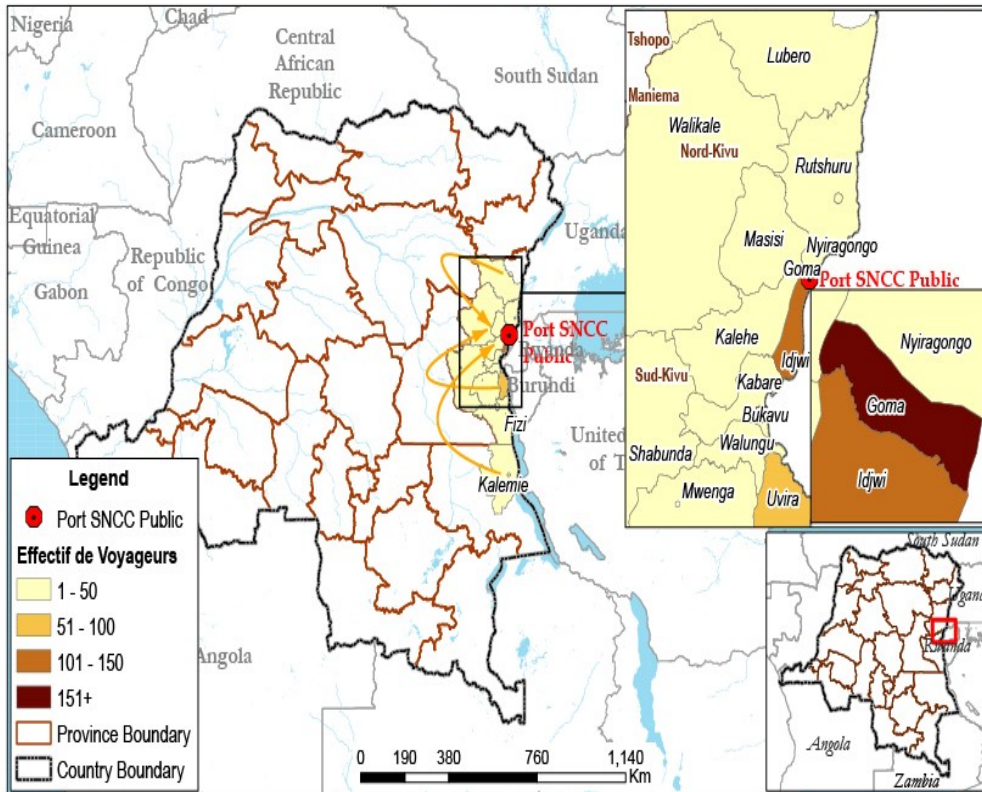 Nigeria
Chad
Central
African
Republic
South Sudan
Cameroon
Equatorial
Guinea
Republic
of Congo
Gabon
Uganda
Port SNCC
Public
Rwanda
Burundi
Fizi
United
of T
Kalemie
Angola
Tshopo
Lubero
Maniema
Walikale
Nord-Kivu
Rutshuru
Masisi
Nyiragongo
Goma
Port SNCC Public
Kalehe
Idjwi
Sud-Kivu
Kabare
Bukavu
Walungu
Shabunda
Mwenga
Uvira
Nyiragongo
Goma
Idjwi
Legend
Port SNCC Public
Effectif de Voyageurs
1 - 50
51 - 100
101 - 150
151+
Province Boundary
Country Boundary
0 190 380 760 1,140
Km
South Sudan
Ugand
Rwanda
Angola
Zambia